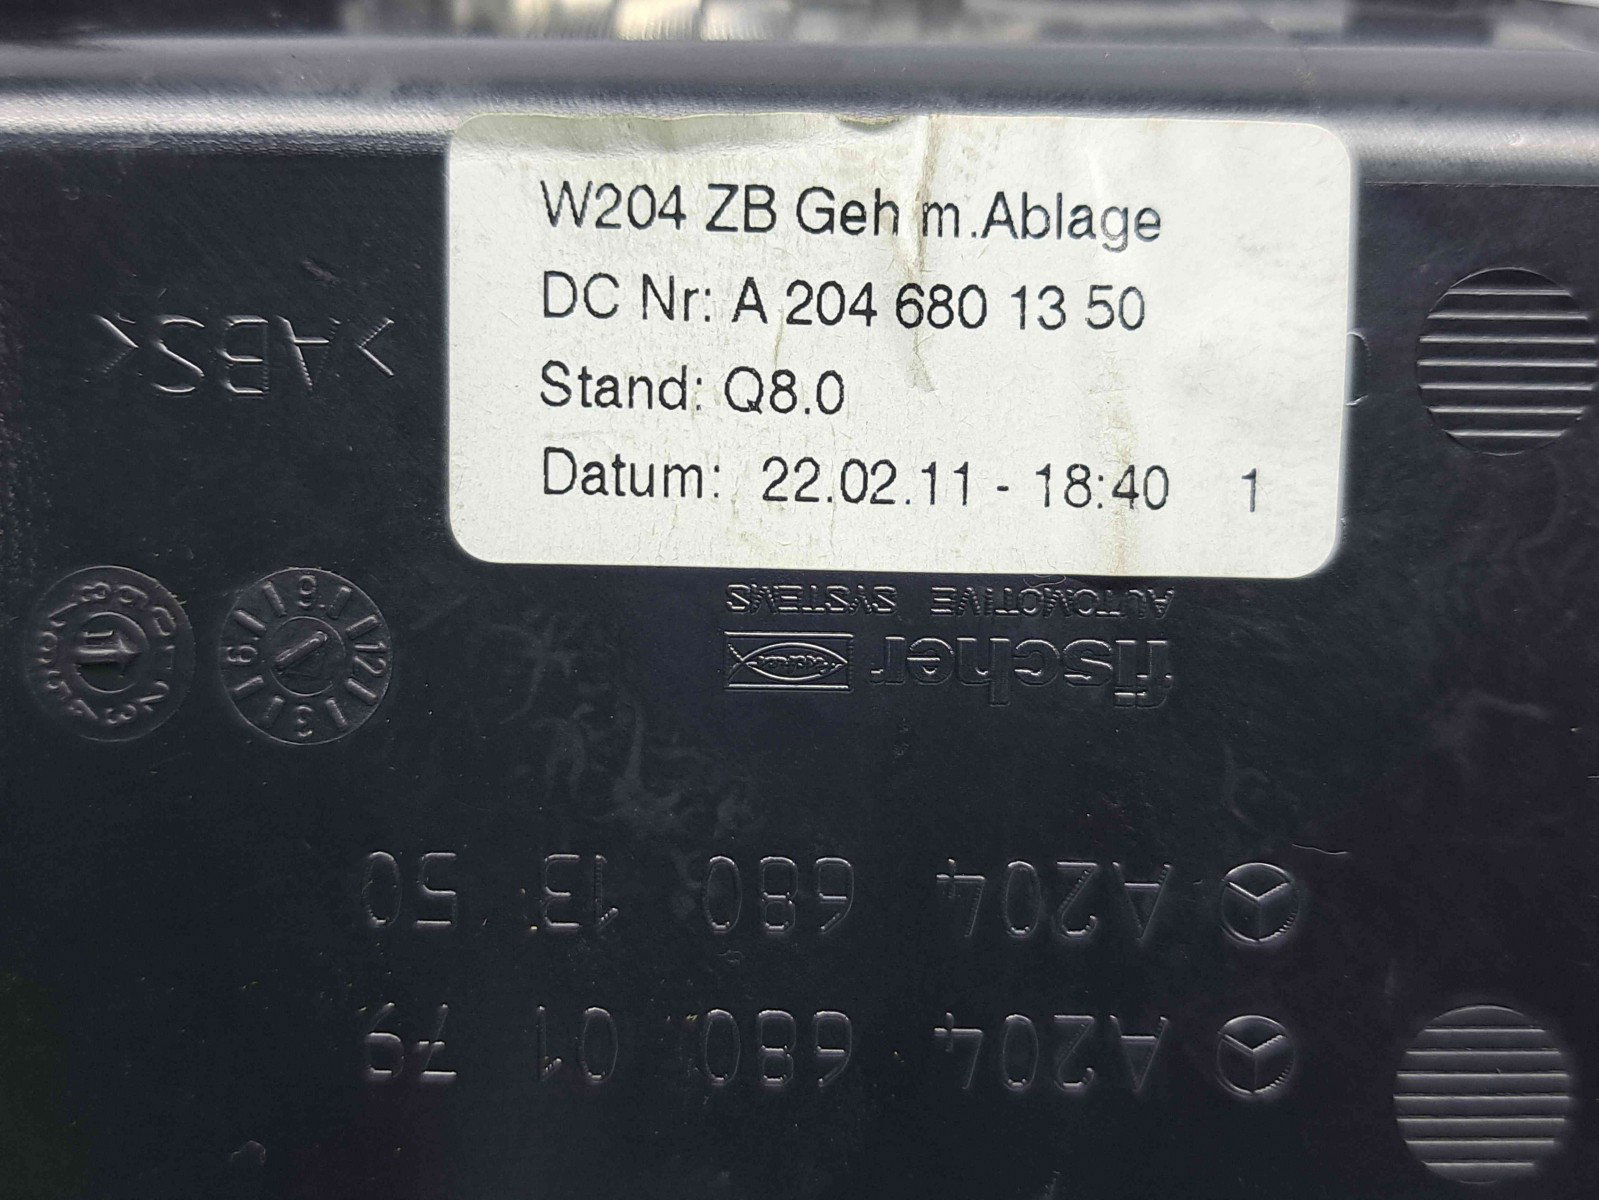 W204 ZB Geh m.Ablage
DC Nr: A 204 680 13 50
Stand: Q8.0
Datum: 22.02.11 - 18:40 1
>ABS<
fischer
AUTOMOTIVE SYSTEMS
A204 680 13 50
A204 680 01 79
11